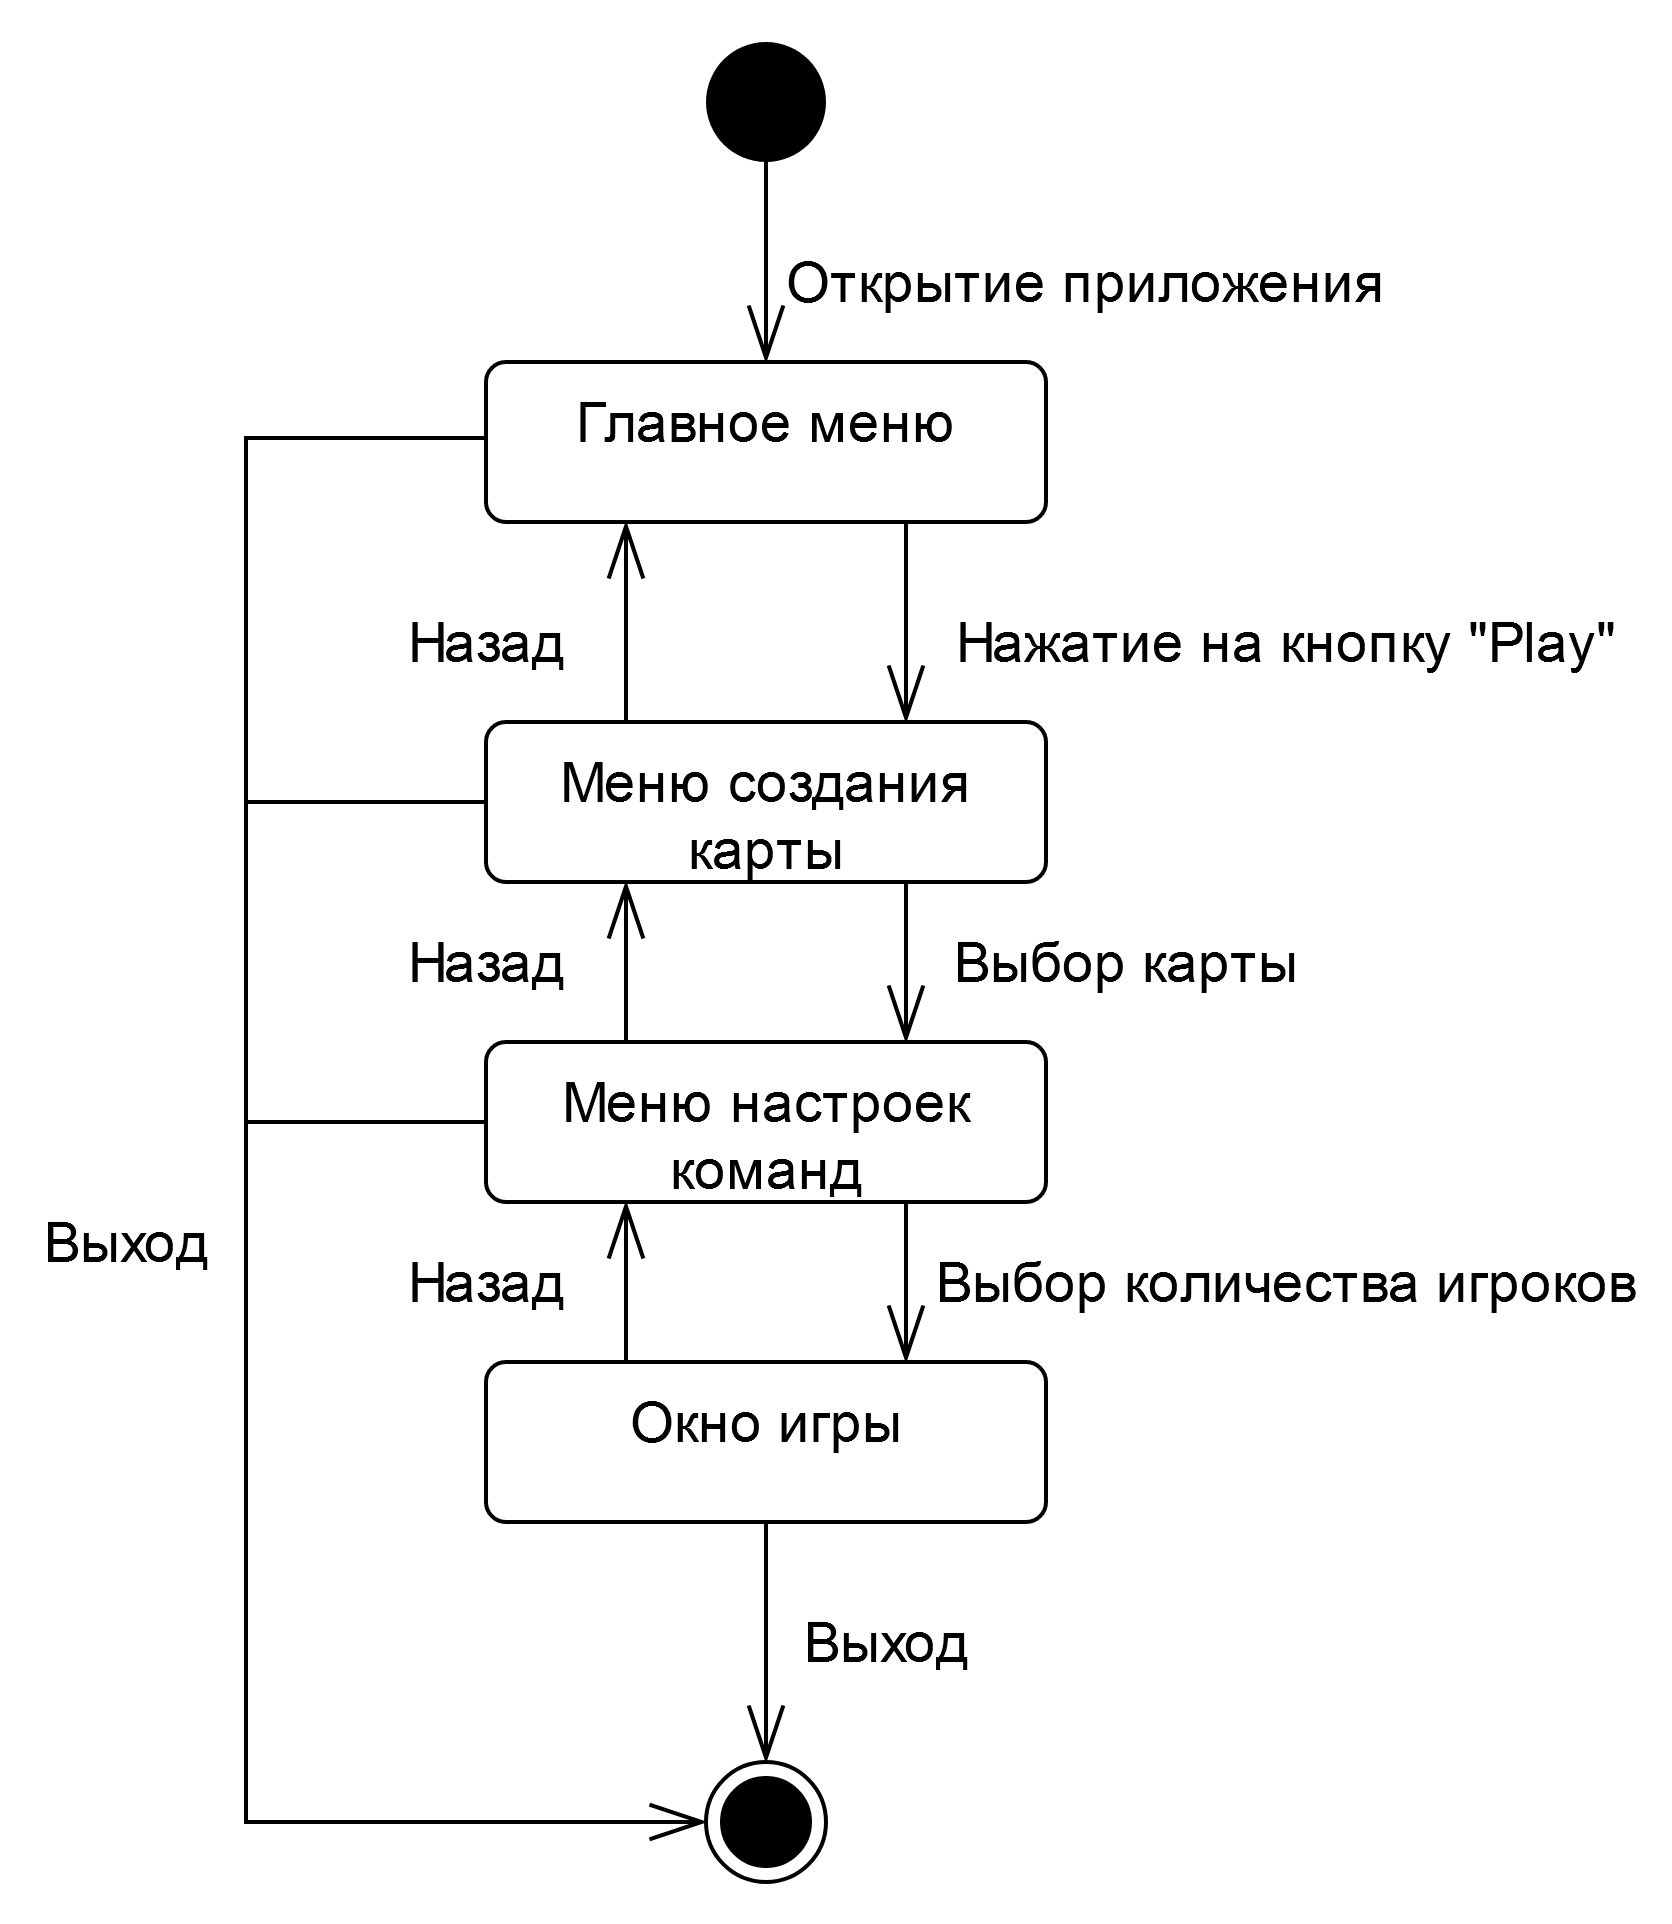 Открытие приложения
Главное меню
Назад
Нажатие на кнопку "Play"
Меню создания
карты
Назад
Выбор карты
Меню настроек
команд
Выход
Назад
Выбор количества игроков
Окно игры
Выход